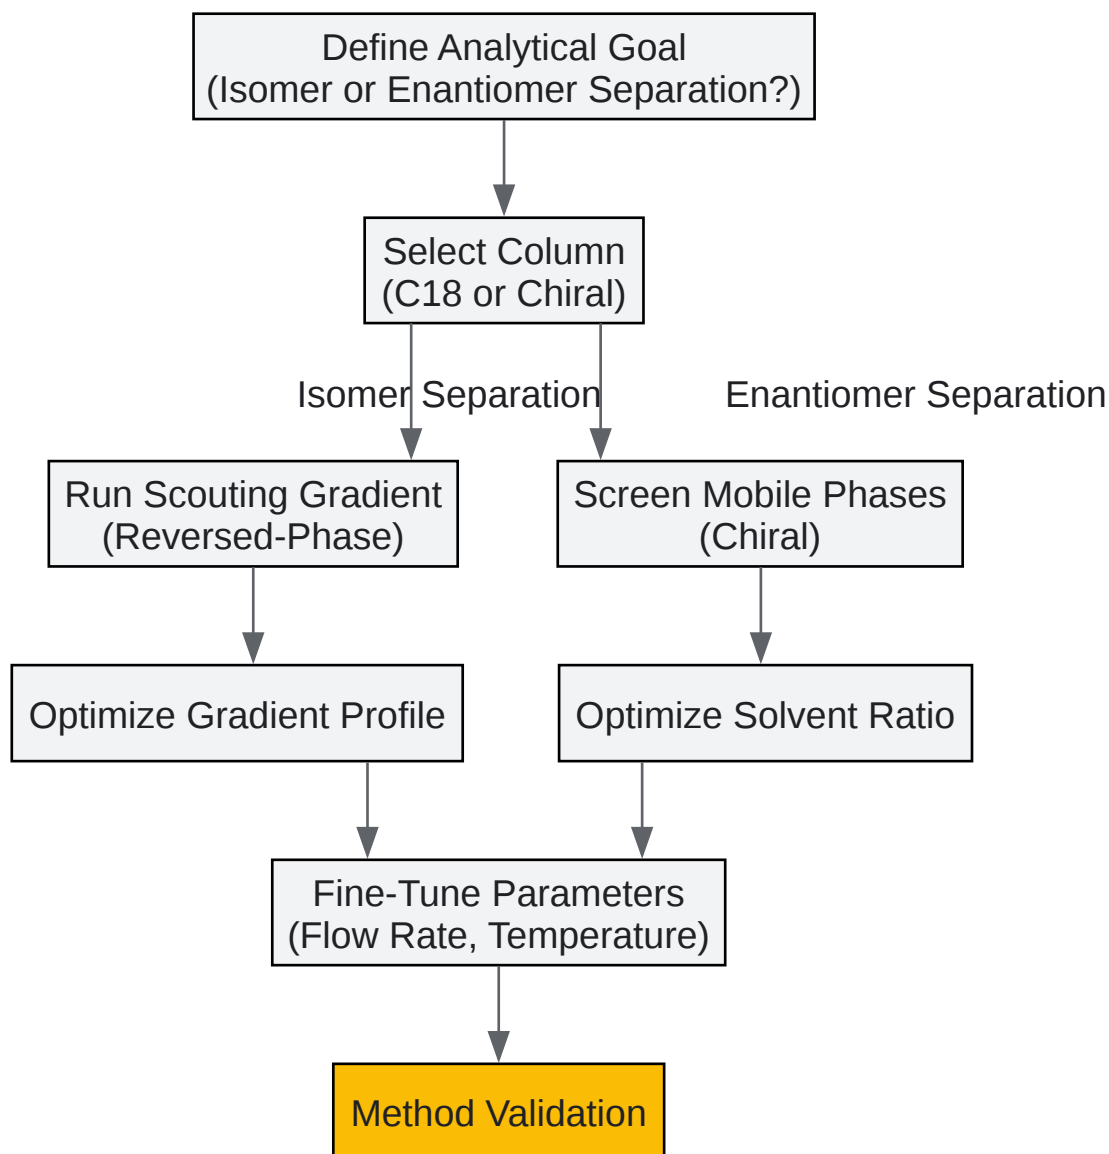 Define Analytical Goal
(Isomer or Enantiomer Separation?)
Select Column
(C18 or Chiral)
Isomer Separation
Enantiomer Separation
Run Scouting Gradient
(Reversed-Phase)
Screen Mobile Phases
(Chiral)
Optimize Gradient Profile
Optimize Solvent Ratio
Fine-Tune Parameters
(Flow Rate, Temperature)
Method Validation